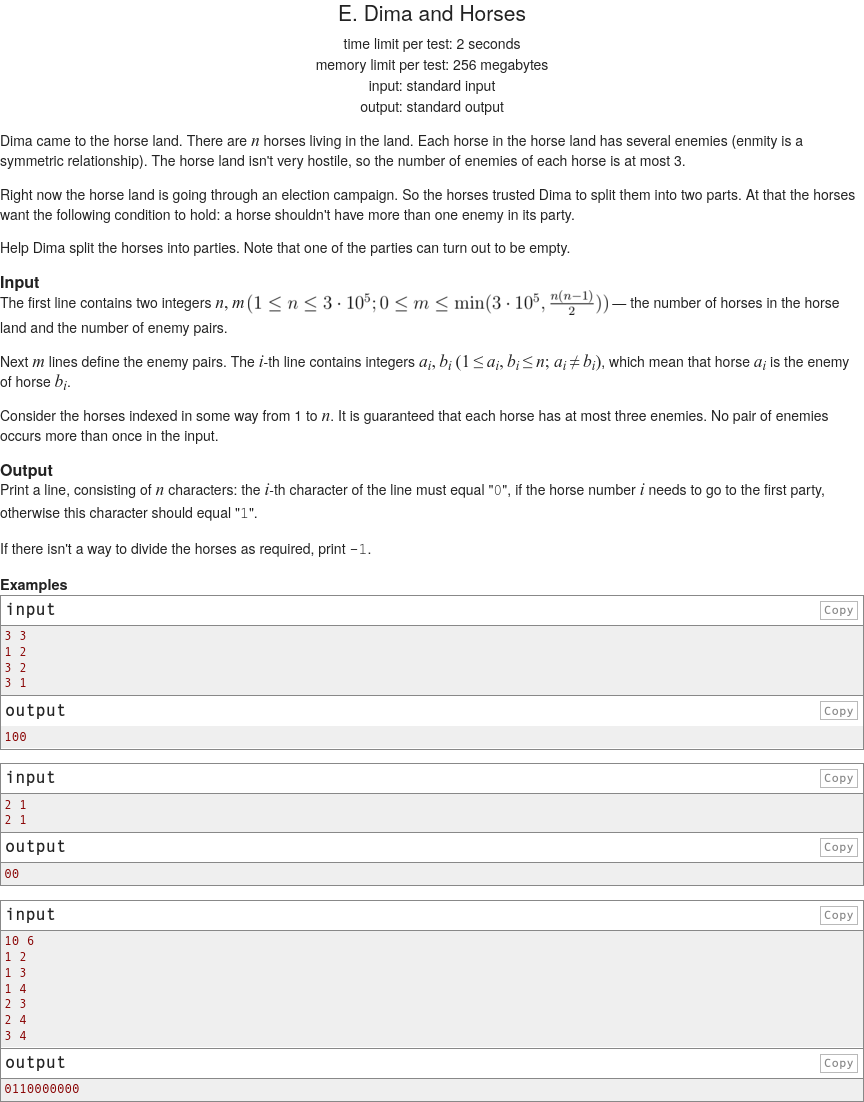 E. Dima and Horses
time limit per test: 2 seconds
memory limit per test: 256 megabytes
input: standard input
output: standard output
Dima came to the horse land. There are n horses living in the land. Each horse in the horse land has several enemies (enmity is a
symmetric relationship). The horse land isn't very hostile, so the number of enemies of each horse is at most 3.
Right now the horse land is going through an election campaign. So the horses trusted Dima to split them into two parts. At that the horses
want the following condition to hold: a horse shouldn't have more than one enemy in its party.
Help Dima split the horses into parties. Note that one of the parties can turn out to be empty.
Input
The first line contains two integers n, m (1 ≤ n ≤ 3 · 10^5; 0 ≤ m ≤ min(3 · 10^5, n(n−1)/2)) — the number of horses in the horse
land and the number of enemy pairs.
Next m lines define the enemy pairs. The i-th line contains integers a_i, b_i (1 ≤ a_i, b_i ≤ n; a_i ≠ b_i), which mean that horse a_i is the enemy
of horse b_i.
Consider the horses indexed in some way from 1 to n. It is guaranteed that each horse has at most three enemies. No pair of enemies
occurs more than once in the input.
Output
Print a line, consisting of n characters: the i-th character of the line must equal "0", if the horse number i needs to go to the first party,
otherwise this character should equal "1".
If there isn't a way to divide the horses as required, print -1.
Examples
input Copy
3 3
1 2
3 2
3 1
output Copy
100
input Copy
2 1
2 1
output Copy
00
input Copy
10 6
1 2
1 3
1 4
2 3
2 4
3 4
output Copy
0110000000